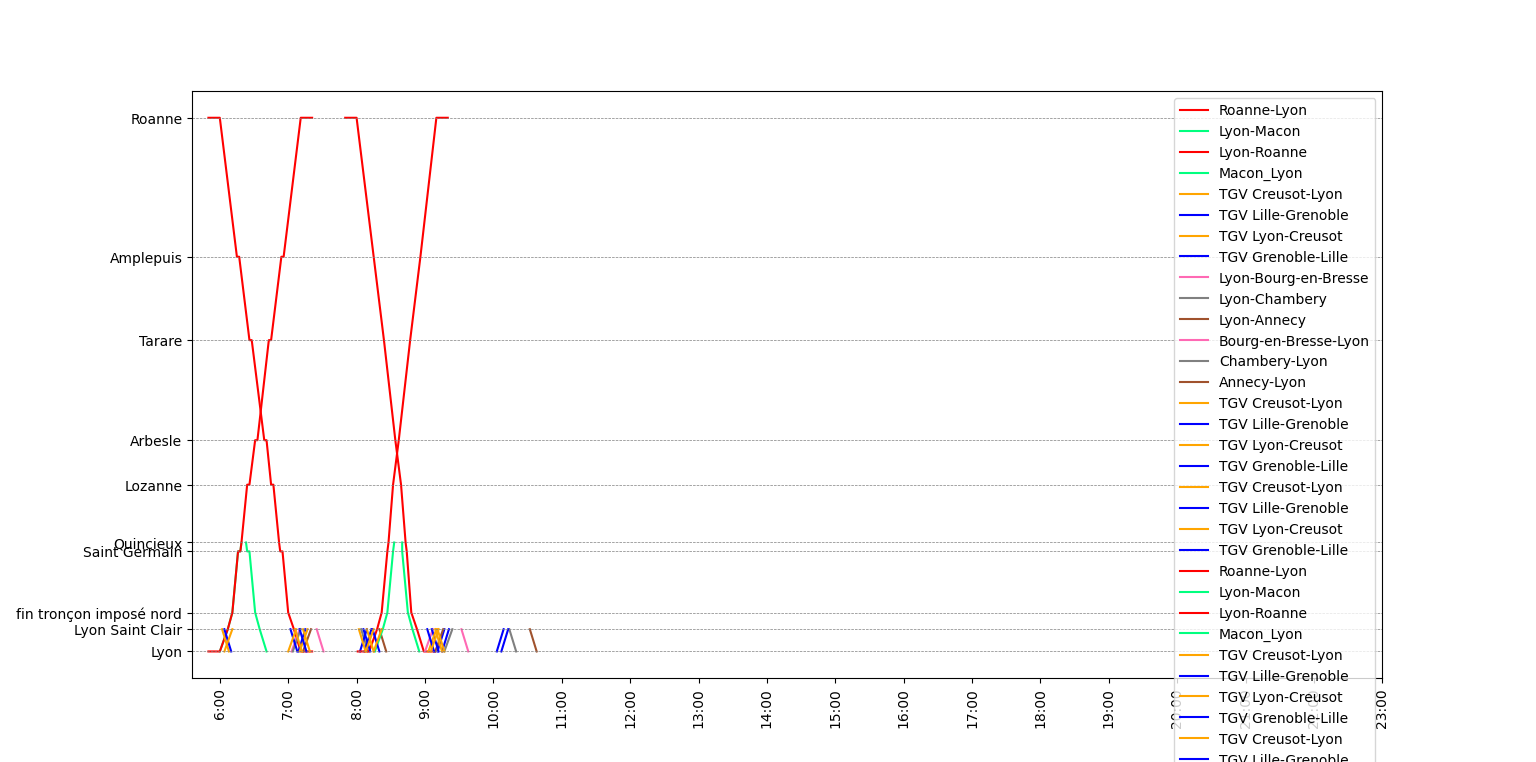 Roanne
Amplepuis
Tarare
Arbesle
Lozanne
Quincieux
Saint Germain
fin tronçon imposé nord
Lyon Saint Clair
Lyon
6:00
7:00
8:00
9:00
10:00
11:00
12:00
13:00
14:00
15:00
16:00
17:00
18:00
19:00
20:00
23:00
Roanne-Lyon
Lyon-Macon
Lyon-Roanne
Macon_Lyon
TGV Creusot-Lyon
TGV Lille-Grenoble
TGV Lyon-Creusot
TGV Grenoble-Lille
Lyon-Bourg-en-Bresse
Lyon-Chambery
Lyon-Annecy
Bourg-en-Bresse-Lyon
Chambery-Lyon
Annecy-Lyon
TGV Creusot-Lyon
TGV Lille-Grenoble
TGV Lyon-Creusot
TGV Grenoble-Lille
TGV Creusot-Lyon
TGV Lille-Grenoble
TGV Lyon-Creusot
TGV Grenoble-Lille
Roanne-Lyon
Lyon-Macon
Lyon-Roanne
Macon_Lyon
TGV Creusot-Lyon
TGV Lille-Grenoble
TGV Lyon-Creusot
TGV Grenoble-Lille
TGV Creusot-Lyon
TGV Lille-Grenoble